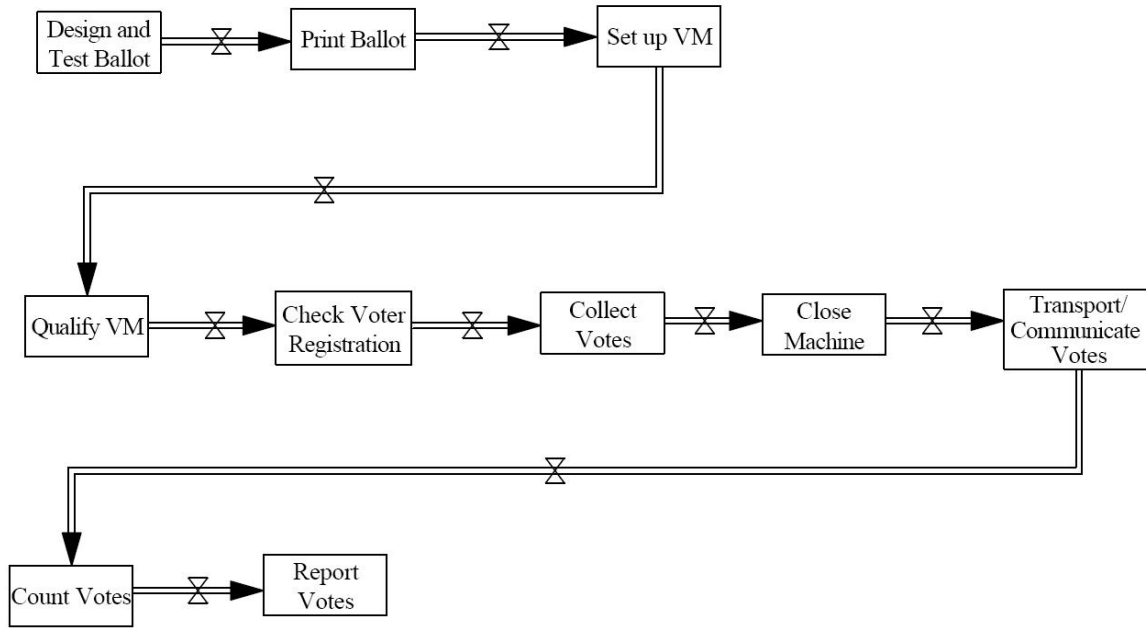 Design and
Test Ballot
Print Ballot
Set up VM
Qualify VM
Check Voter
Registration
Collect
Votes
Close
Machine
Transport/
Communicate
Votes
Count Votes
Report
Votes